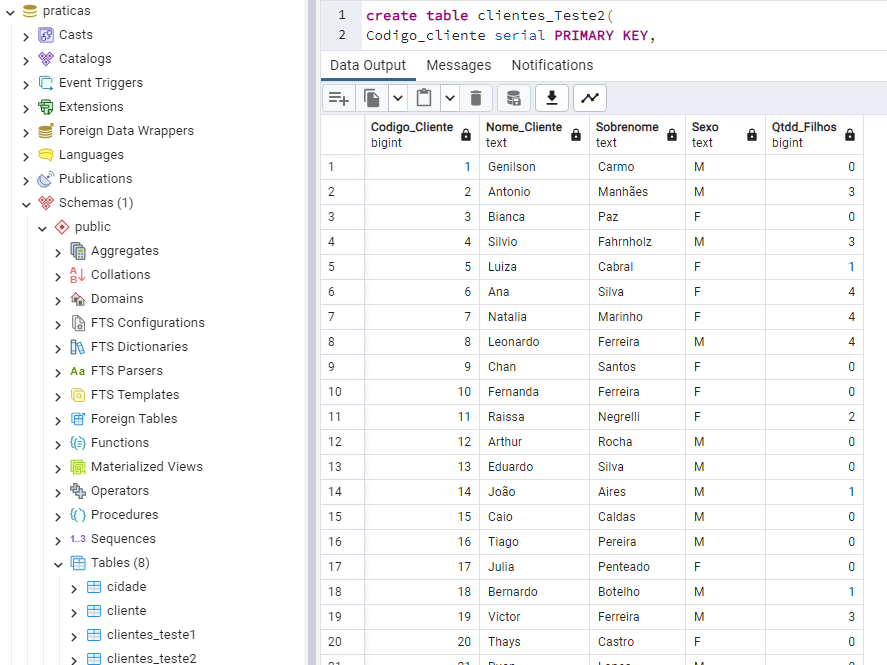 praticas
Casts
Catalogs
Event Triggers
Extensions
Foreign Data Wrappers
Languages
Publications
Schemas (1)
public
Aggregates
Collations
Domains
FTS Configurations
FTS Dictionaries
Aa FTS Parsers
FTS Templates
Foreign Tables
Functions
Materialized Views
Operators
Procedures
1..3 Sequences
Tables (8)
cidade
cliente
clientes_teste1
clientes_teste2
1 create table clientes_Teste2(
2 Codigo_cliente serial PRIMARY KEY,
Data Output Messages Notifications
Codigo_Cliente Nome_Cliente Sobrenome Sexo Qtdd_Filhos
bigint text text text bigint
1 1 Genilson Carmo M 0
2 2 Antonio Manhães M 3
3 3 Bianca Paz F 0
4 4 Silvio Fahrnholz M 3
5 5 Luiza Cabral F 1
6 6 Ana Silva F 4
7 7 Natalia Marinho F 4
8 8 Leonardo Ferreira M 4
9 9 Chan Santos F 0
10 10 Fernanda Ferreira F 0
11 11 Raissa Negrelli F 2
12 12 Arthur Rocha M 0
13 13 Eduardo Silva M 0
14 14 João Aires M 1
15 15 Caio Caldas M 0
16 16 Tiago Pereira M 0
17 17 Julia Penteado F 0
18 18 Bernardo Botelho M 1
19 19 Victor Ferreira M 3
20 20 Thays Castro F 0